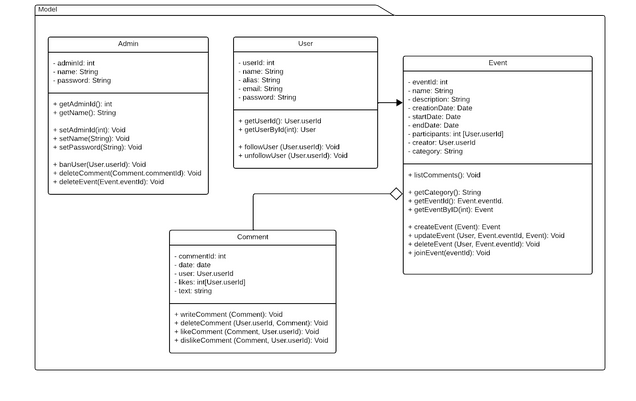 Model
Admin
- adminId: int
- name: String
- password: String
+ getAdminId(): int
+ getName(): String
+ setAdminId(int): Void
+ setName(String): Void
+ setPassword(String): Void
+ banUser(User.userId): Void
+ deleteComment(Comment.commentId): Void
+ deleteEvent(Event.eventId): Void
User
- userId: int
- name: String
- alias: String
- email: String
- password: String
+ getUserId(): User.userId
+ getUserById(int): User
+ followUser (User.userId): Void
+ unfollowUser (User.userId): Void
Event
- eventId: int
- name: String
- description: String
- creationDate: Date
- startDate: Date
- endDate: Date
- participants: int [User.userId]
- creator: User.userId
- category: String
+ listComments(): Void
+ getCategory(): String
+ getEventId(): Event.eventId.
+ getEventByID(int): Event
+ createEvent (Event): Event
+ updateEvent (User, Event.eventId, Event): Void
+ deleteEvent (User, Event.eventId): Void
+ joinEvent(eventId): Void
Comment
- commentId: int
- date: date
- user: User.userId
- likes: int[User.userId]
- text: string
+ writeComment (Comment): Void
+ deleteComment (User.userId, Comment): Void
+ likeComment (Comment, User.userId): Void
+ dislikeComment (Comment, User.userId): Void